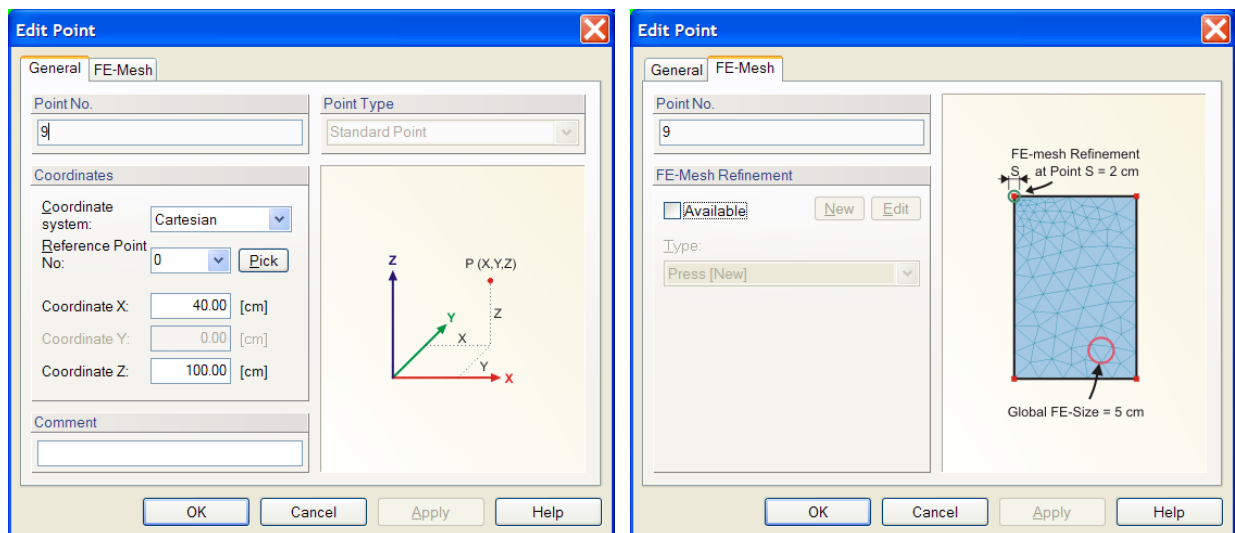 Edit Point
General FE-Mesh
Point No.
9
Point Type
Standard Point
Coordinates
Coordinate
system:
Cartesian
Reference Point
No:
0
Pick
Coordinate X: 40.00 [cm]
Coordinate Y: 0.00 [cm]
Coordinate Z: 100.00 [cm]
Z
P (X,Y,Z)
Y
Z
X
Y
X
Comment
OK Cancel Apply Help
Edit Point
General FE-Mesh
Point No.
9
FE-Mesh Refinement
Available New Edit
Type:
Press [New]
FE-mesh Refinement
S at Point S = 2 cm
Global FE-Size = 5 cm
OK Cancel Apply Help